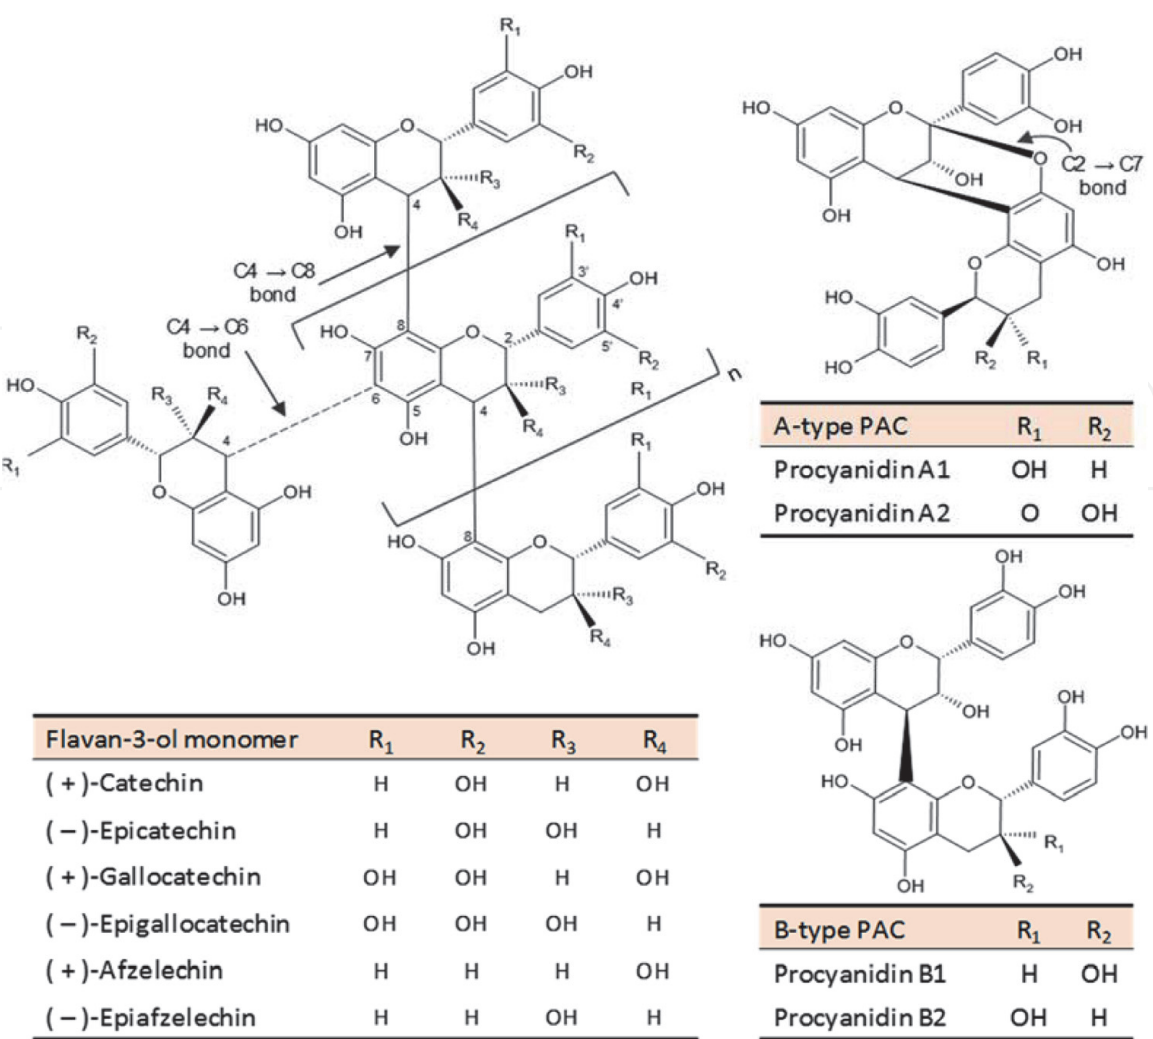 R1
OH
HO
O
R2
R3
4
R4
OH
C4 → C8
bond
R1
3'
OH
4'
HO
8
O
2
5'
R2
7
C4 → C6
bond
6
5
4
R3
R4
R1
OH
n
R2
HO
R3
R4
4
R1
O
OH
OH
R1
OH
HO
8
O
R2
R3
R4
OH
OH
HO
O
OH
O
C2 → C7
bond
OH
OH
O
OH
HO
HO
R2
R1
A-type PAC R1 R2
Procyanidin A1 OH H
Procyanidin A2 O OH
OH
OH
HO
O
OH
OH
OH
OH
HO
O
R1
R2
OH
Flavan-3-ol monomer R1 R2 R3 R4
(+)-Catechin H OH H OH
(−)-Epicatechin H OH OH H
(+)-Gallocatechin OH OH H OH
(−)-Epigallocatechin OH OH OH H
(+)-Afzelechin H H H OH
(−)-Epiafzelechin H H OH H
B-type PAC R1 R2
Procyanidin B1 H OH
Procyanidin B2 OH H